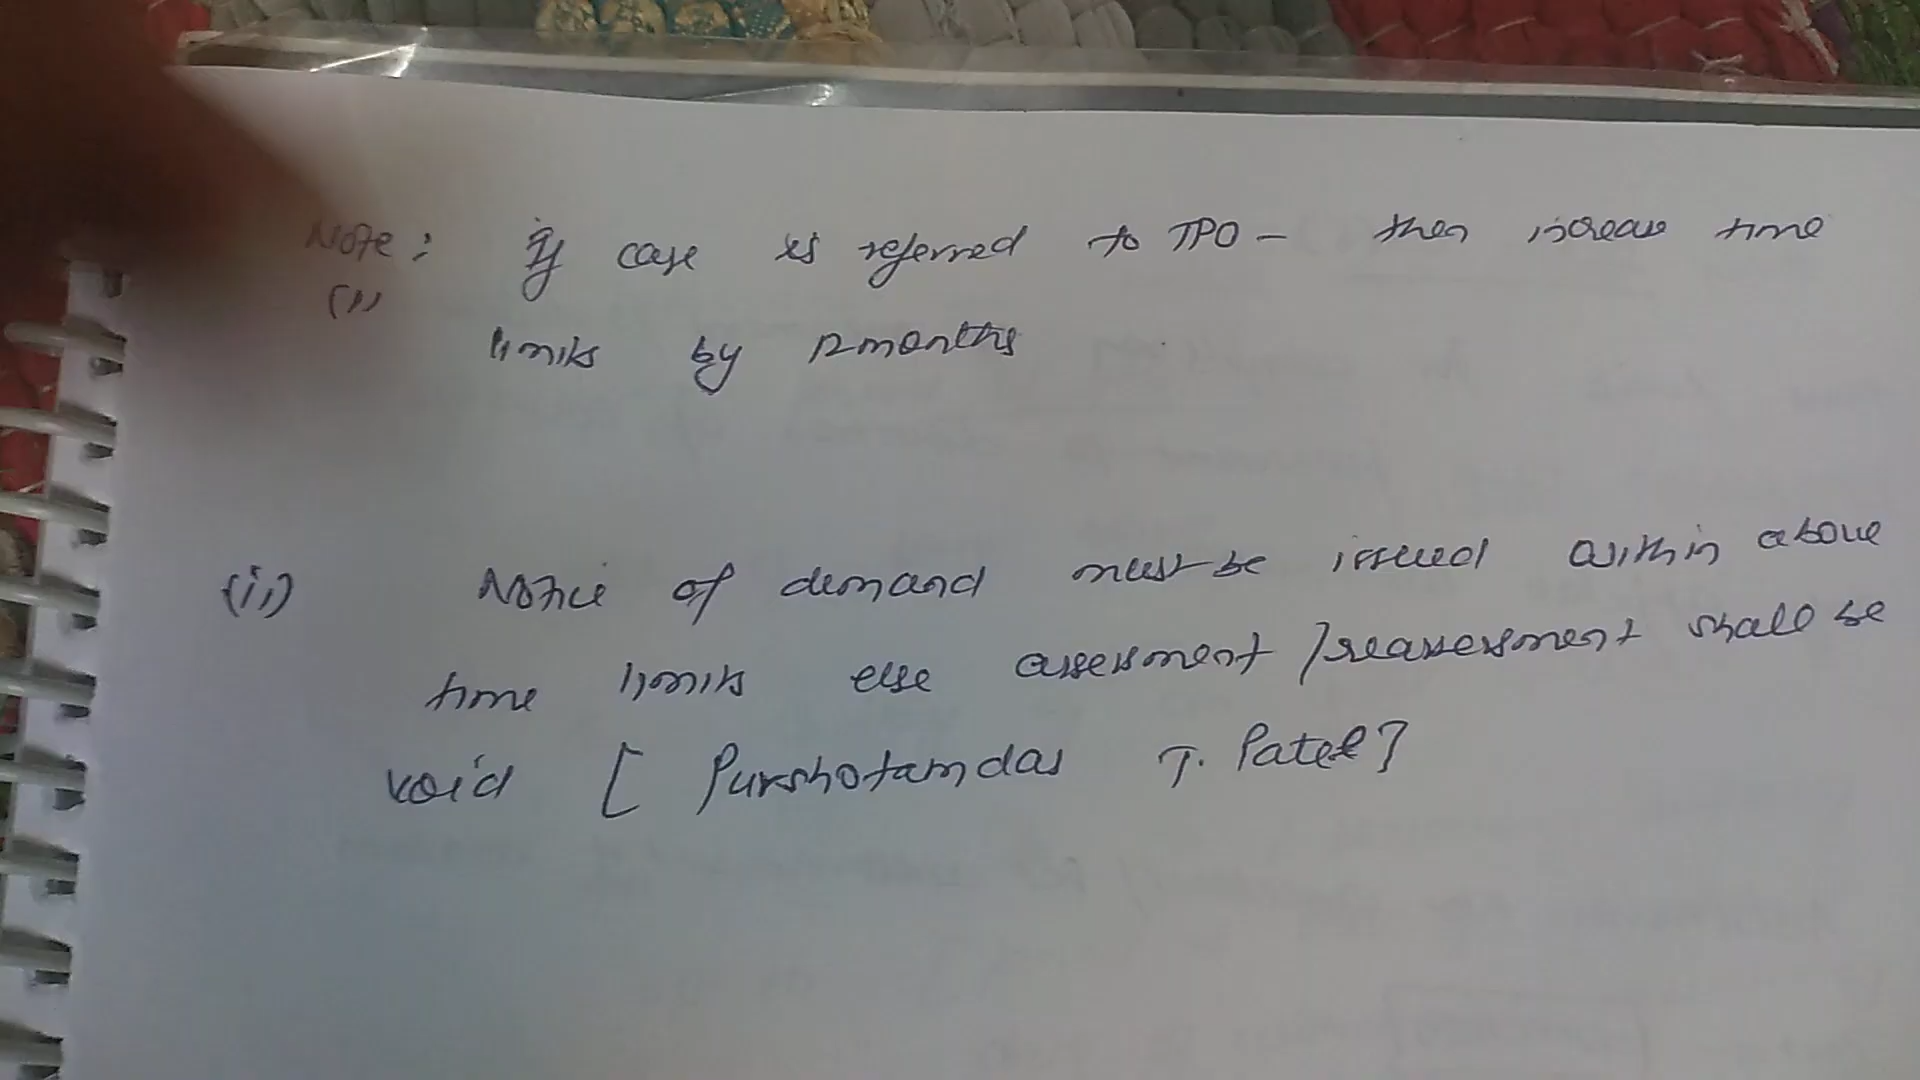 Note: If case is referred to TPO - then increase time
(i)
limits by 12 months
(ii) Notice of demand must be issued within above
time limits else assessment / reassessment shall be
void [Purshotamdas T. Patel]